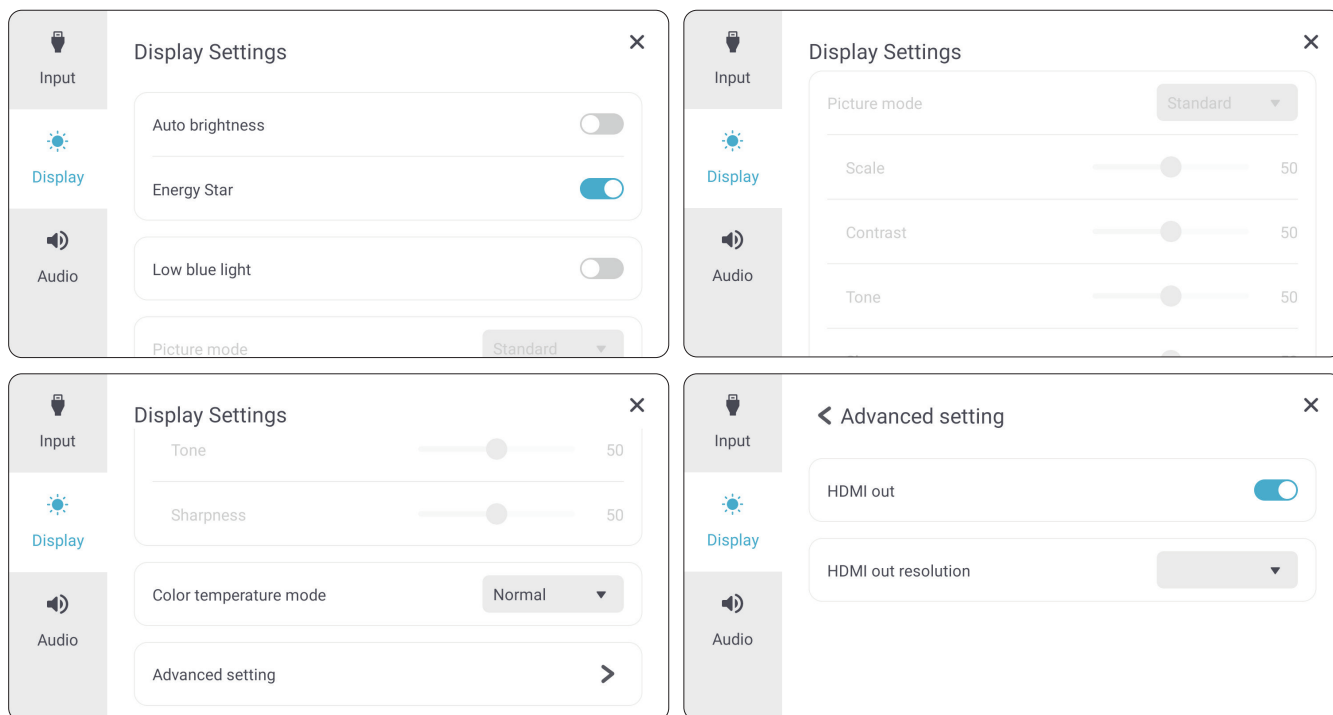 Input
Display
Audio
Display Settings
Auto brightness
Energy Star
Low blue light
Picture mode Standard
Input
Display
Audio
Display Settings
Picture mode Standard
Scale 50
Contrast 50
Tone 50
Input
Display
Audio
Display Settings
Tone 50
Sharpness 50
Color temperature mode Normal
Advanced setting
Input
Display
Audio
Advanced setting
HDMI out
HDMI out resolution